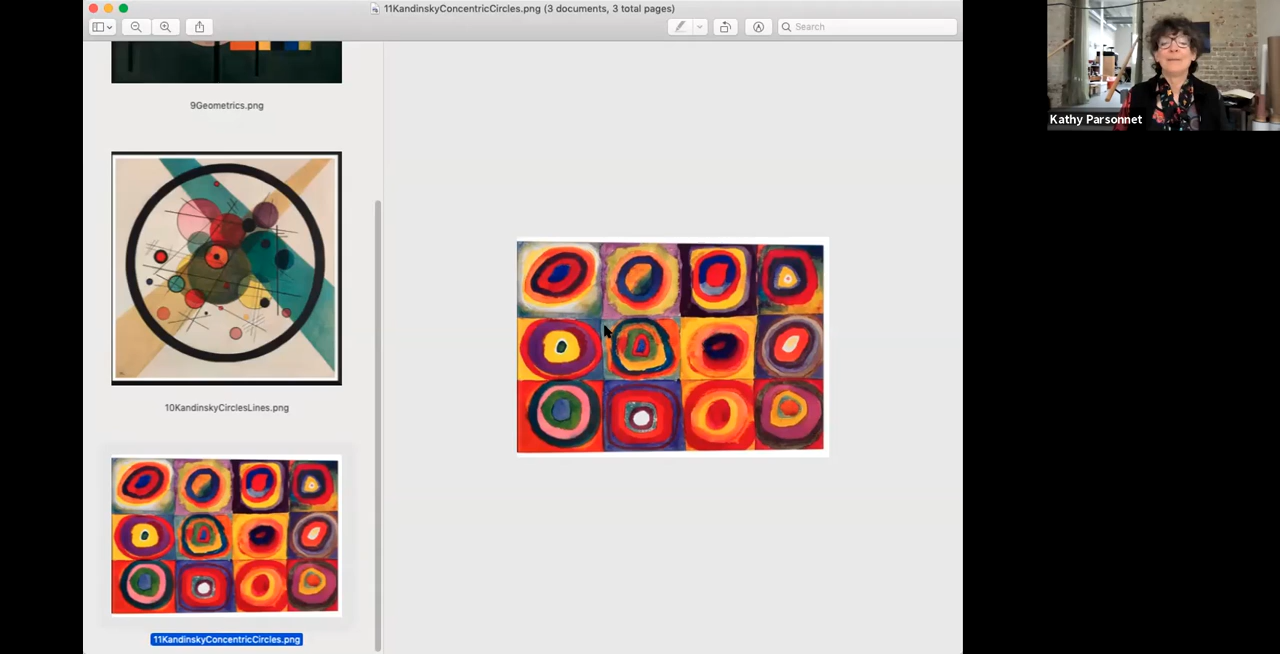 11KandinskyConcentricCircles.png (3 documents, 3 total pages)
Search
9Geometrics.png
10KandinskyCirclesLines.png
11KandinskyConcentricCircles.png
Kathy Parsonnet